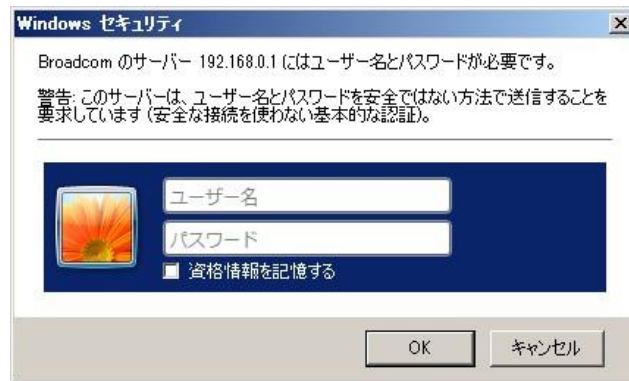 Windows セキュリティ
Broadcom のサーバー 192.168.0.1 にはユーザー名とパスワードが必要です。
警告: このサーバーは、ユーザー名とパスワードを安全ではない方法で送信することを
要求しています (安全な接続を使わない基本的な認証)。
ユーザー名
パスワード
資格情報を記憶する
OK
キャンセル